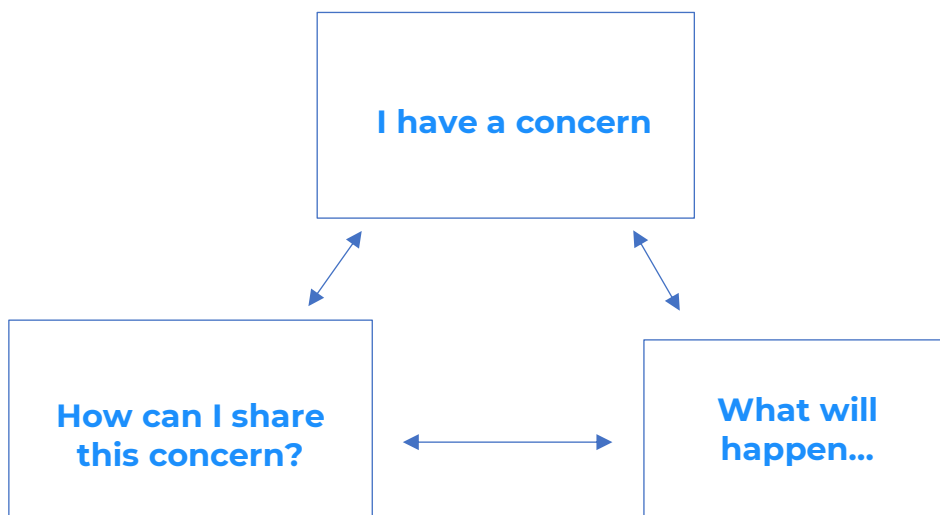 I have a concern
How can I share
this concern?
What will
happen...